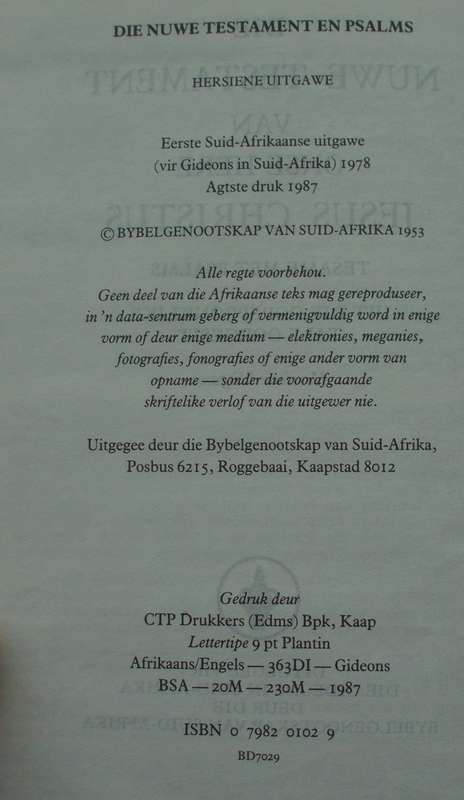 DIE NUWE TESTAMENT EN PSALMS
HERSIENE UITGAWE
Eerste Suid-Afrikaanse uitgawe
(vir Gideons in Suid-Afrika) 1978
Agtste druk 1987
© BYBELGENOOTSKAP VAN SUID-AFRIKA 1953
Alle regte voorbehou.
Geen deel van die Afrikaanse teks mag gereproduseer,
in 'n data-sentrum geberg of vermenigvuldig word in enige
vorm of deur enige medium — elektronies, meganies,
fotografies, fonografies of enige ander vorm van
opname — sonder die voorafgaande
skriftelike verlof van die uitgewer nie.
Uitgegee deur die Bybelgenootskap van Suid-Afrika,
Posbus 6215, Roggebaai, Kaapstad 8012
Gedruk deur
CTP Drukkers (Edms) Bpk, Kaap
Lettertipe 9 pt Plantin
Afrikaans/Engels — 363DI — Gideons
BSA — 20M — 230M — 1987
ISBN 0 7982 0102 9
BD7029